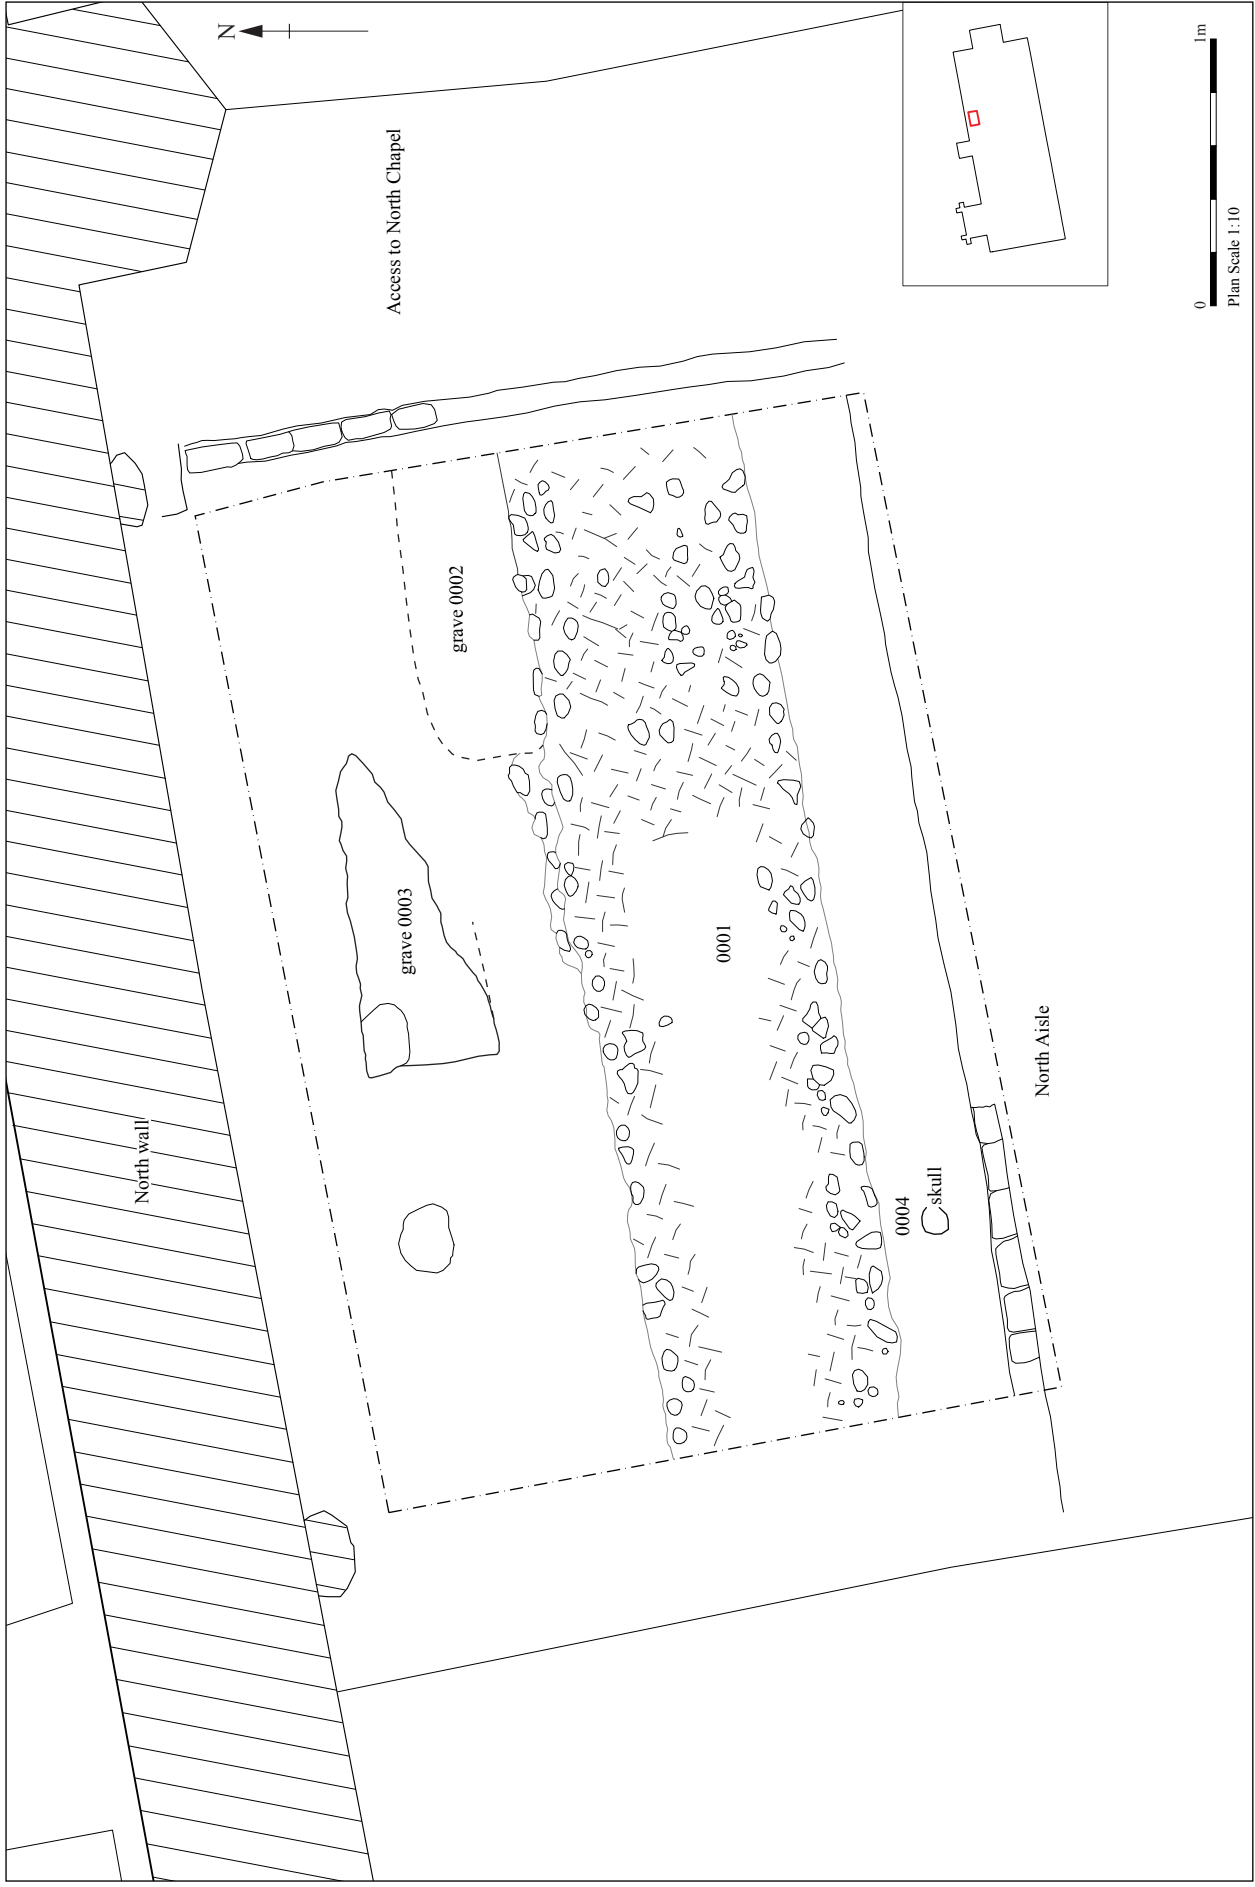 N
Access to North Chapel
grave 0002
grave 0003
North wall
0001
0004
skull
North Aisle
0
1m
Plan Scale 1:10